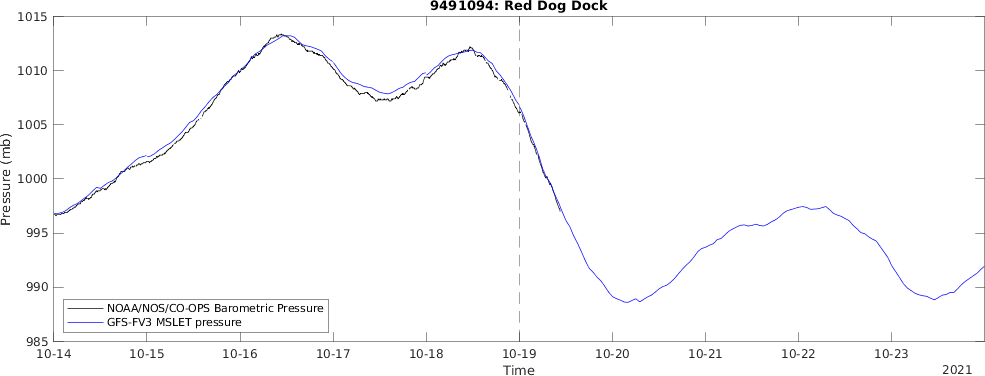 9491094: Red Dog Dock
1015
1010
1005
1000
995
990
985
Pressure (mb)
NOAA/NOS/CO-OPS Barometric Pressure
GFS-FV3 MSLET pressure
10-14 10-15 10-16 10-17 10-18 10-19 10-20 10-21 10-22 10-23
Time
2021